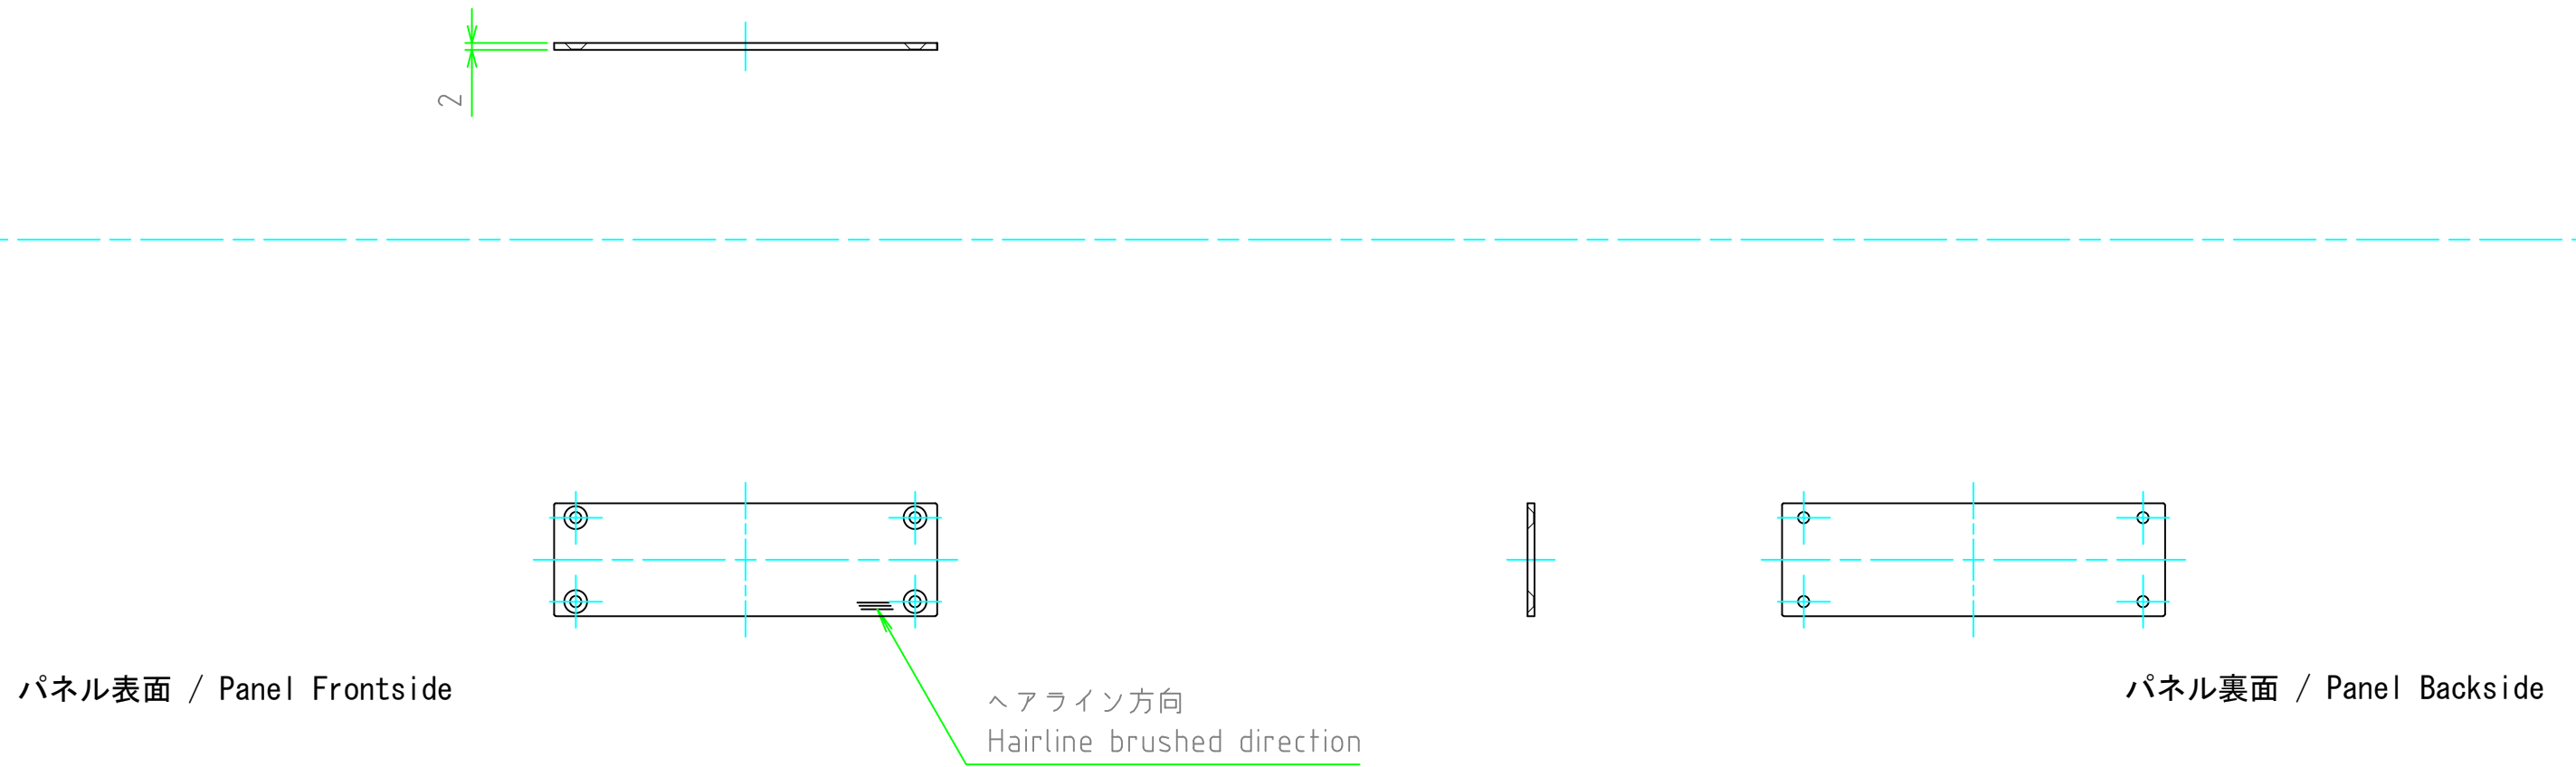 2
パネル表面 / Panel Frontside
ヘアライン方向
Hairline brushed direction
パネル裏面 / Panel Backside